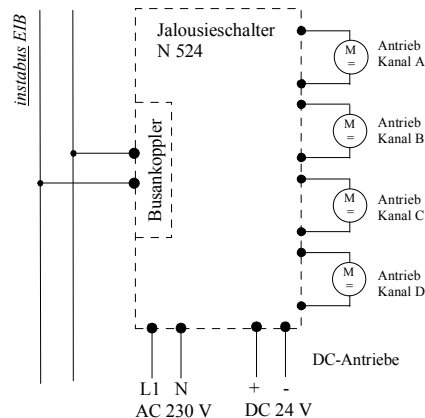 instabus EIB
Jalousieschalter
N 524
Busankoppler
M
=
Antrieb
Kanal A
M
=
Antrieb
Kanal B
M
=
Antrieb
Kanal C
M
=
Antrieb
Kanal D
DC-Antriebe
L1 N + -
AC 230 V DC 24 V